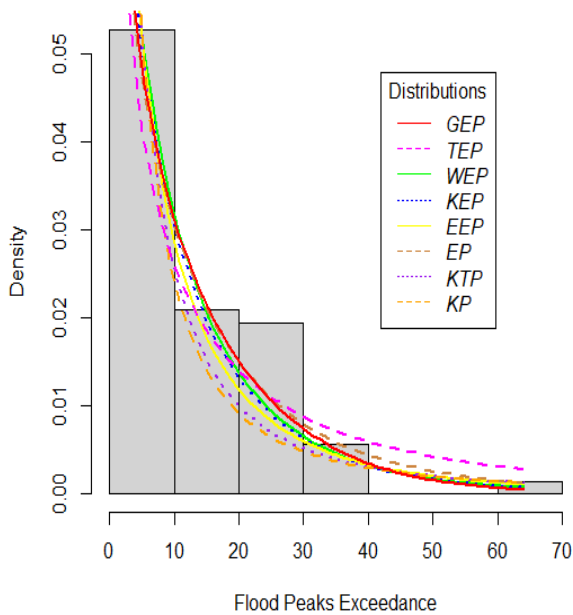 Density
0.05
0.04
0.03
0.02
0.01
0.00
Distributions
GEP
TEP
WEP
KEP
EEP
EP
KTP
KP
0 10 20 30 40 50 60 70
Flood Peaks Exceedance